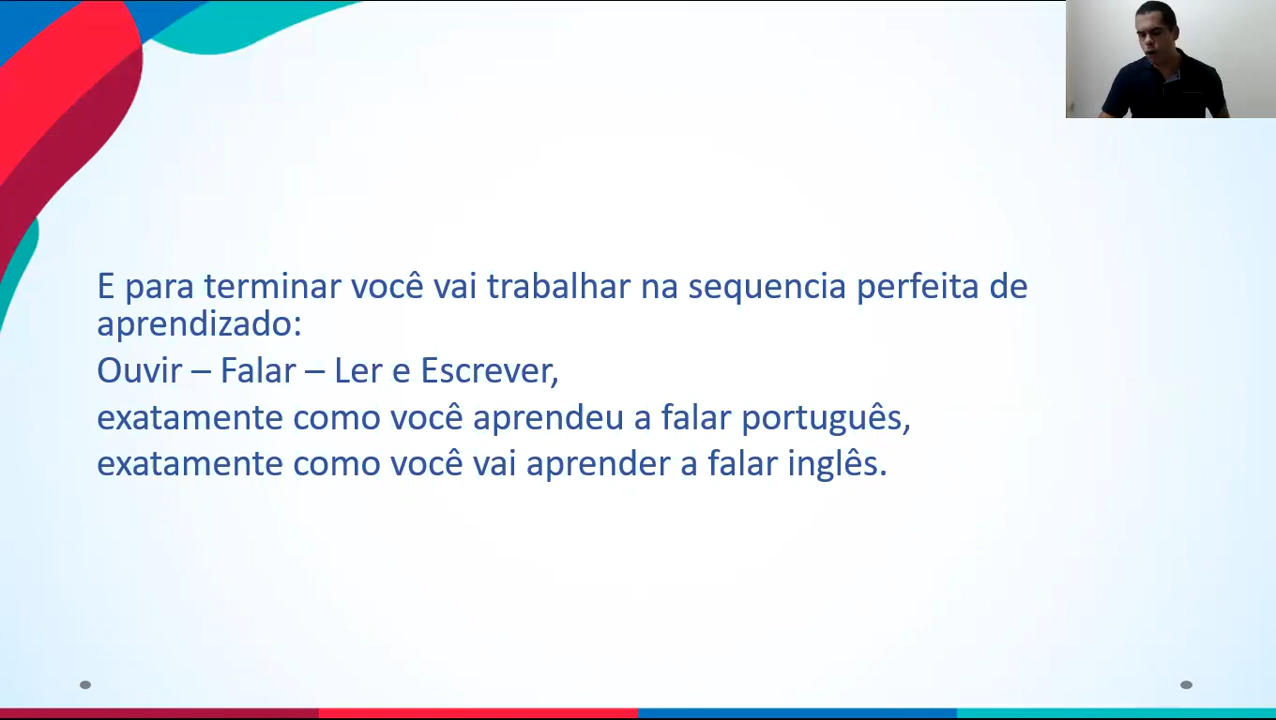 E para terminar você vai trabalhar na sequencia perfeita de
aprendizado:
Ouvir – Falar – Ler e Escrever,
exatamente como você aprendeu a falar português,
exatamente como você vai aprender a falar inglês.